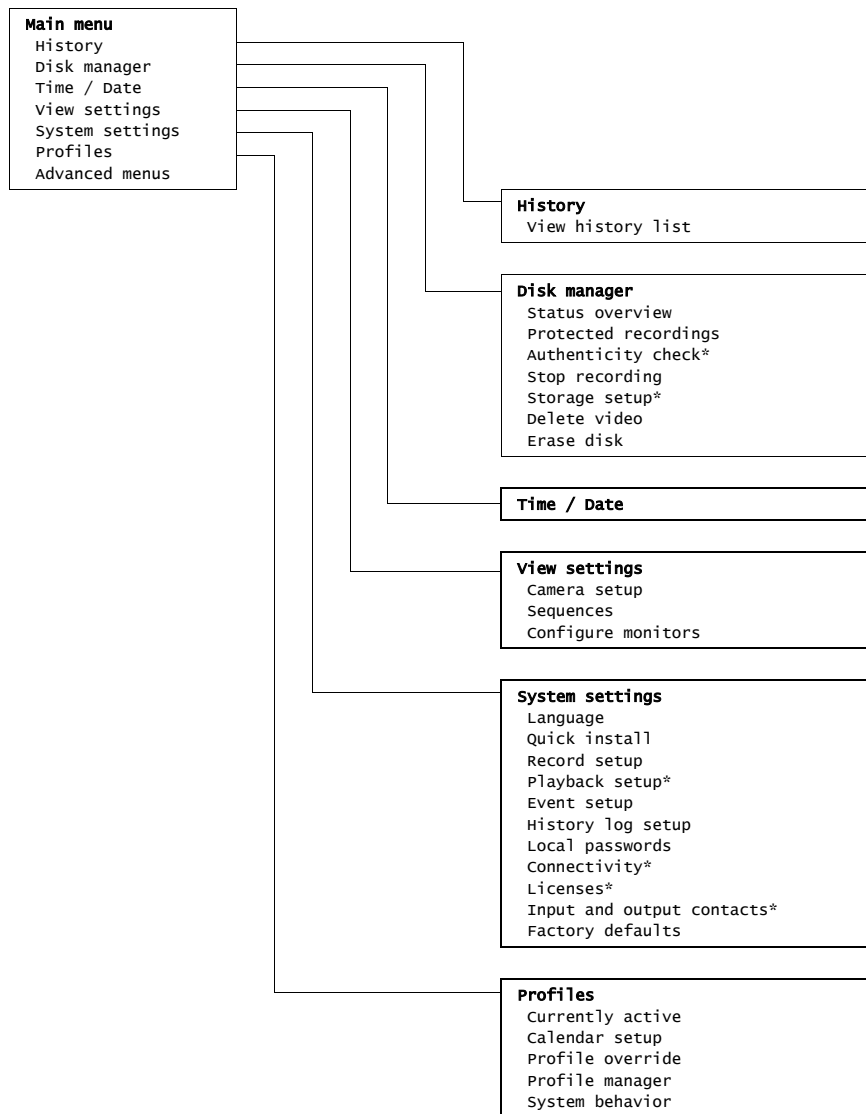 Main menu
History
Disk manager
Time / Date
View settings
System settings
Profiles
Advanced menus
History
View history list
Disk manager
Status overview
Protected recordings
Authenticity check*
Stop recording
Storage setup*
Delete video
Erase disk
Time / Date
View settings
Camera setup
Sequences
Configure monitors
System settings
Language
Quick install
Record setup
Playback setup*
Event setup
History log setup
Local passwords
Connectivity*
Licenses*
Input and output contacts*
Factory defaults
Profiles
Currently active
Calendar setup
Profile override
Profile manager
System behavior